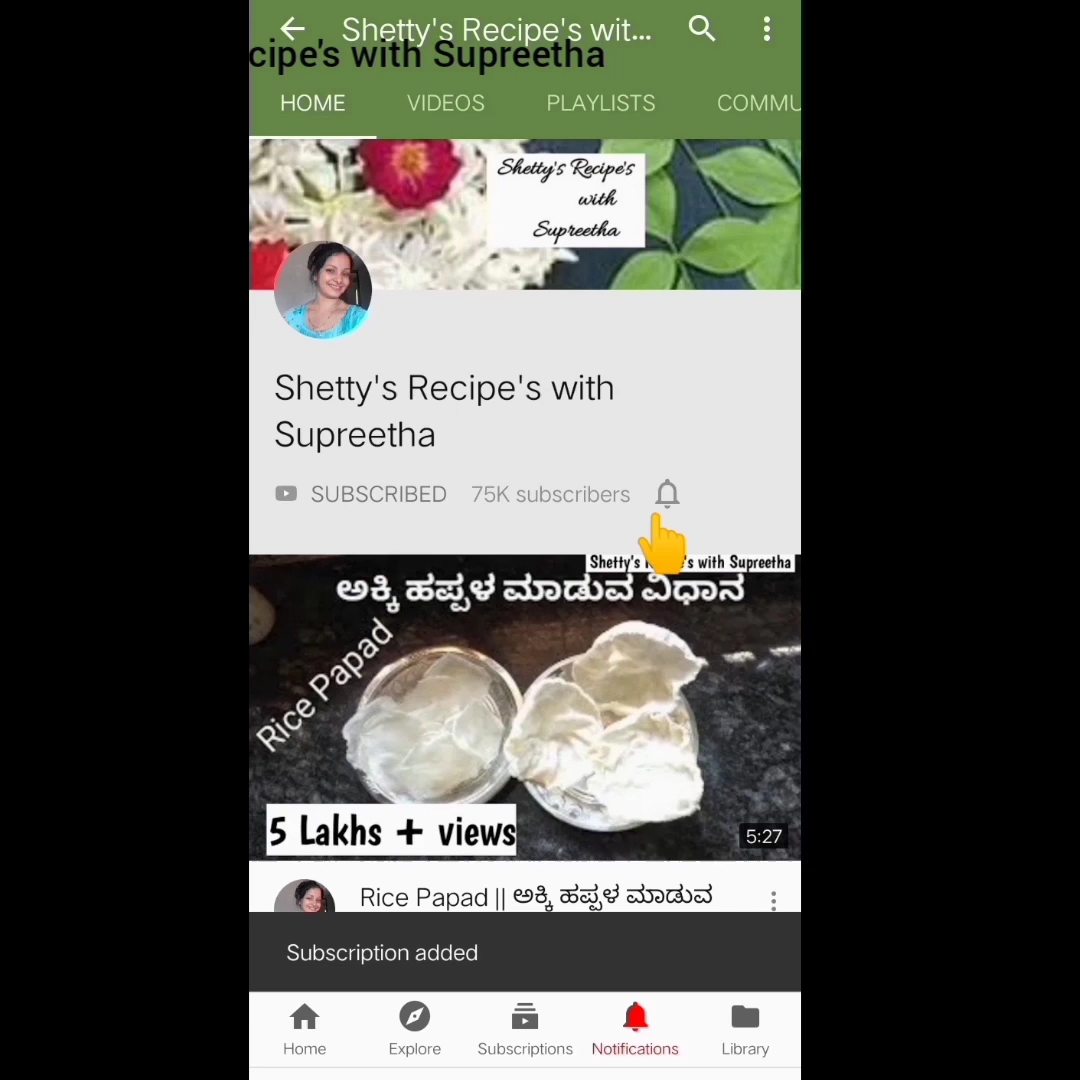 Shetty's Recipe's wit...
cipe's with Supreetha
HOME VIDEOS PLAYLISTS COMMU
Shetty's Recipe's
with
Supreetha
Shetty's Recipe's with
Supreetha
SUBSCRIBED 75K subscribers
Shetty's 's with Supreetha
ಅಕ್ಕಿ ಹಪ್ಪಳ ಮಾಡುವ ವಿಧಾನ
Rice Papad
5 Lakhs + views
5:27
Rice Papad || ಅಕ್ಕಿ ಹಪ್ಪಳ ಮಾಡುವ
Subscription added
Home Explore Subscriptions Notifications Library